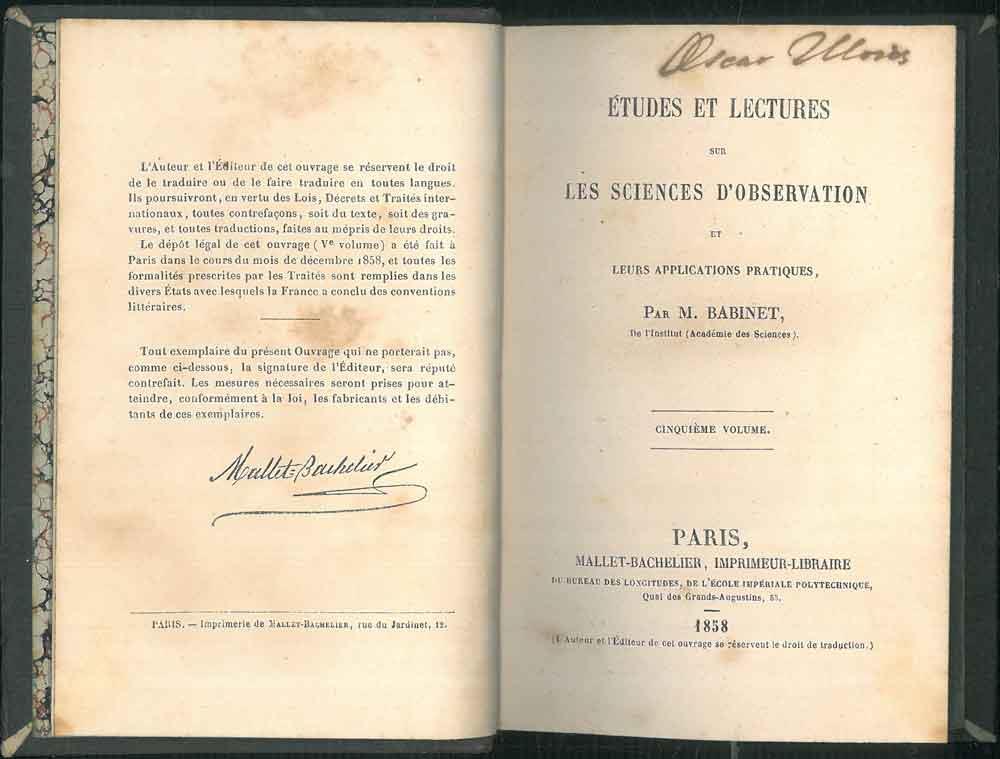 L'Auteur et l'Éditeur de cet ouvrage se réservent le droit
de le traduire ou de le faire traduire en toutes langues.
Ils poursuivront, en vertu des Lois, Décrets et Traités inter-
nationaux, toutes contrefaçons, soit du texte, soit des gra-
vures, et toutes traductions, faites au mépris de leurs droits.
Le dépôt légal de cet ouvrage (Ve volume) a été fait à
Paris dans le cours du mois de décembre 1858, et toutes les
formalités prescrites par les Traités sont remplies dans les
divers États avec lesquels la France a conclu des conventions
littéraires.
Tout exemplaire du présent Ouvrage qui ne porterait pas,
comme ci-dessous, la signature de l'Éditeur, sera réputé
contrefait. Les mesures nécessaires seront prises pour at-
teindre, conformément à la loi, les fabricants et les débi-
tants de ces exemplaires.
Mallet-Bachelier
PARIS. — Imprimerie de MALLET-BACHELIER, rue du Jardinet, 12.
Oscar
ÉTUDES ET LECTURES
SUR
LES SCIENCES D'OBSERVATION
ET
LEURS APPLICATIONS PRATIQUES,
PAR M. BABINET,
De l'Institut (Académie des Sciences).
CINQUIÈME VOLUME.
PARIS,
MALLET-BACHELIER, IMPRIMEUR-LIBRAIRE
DU BUREAU DES LONGITUDES, DE L'ÉCOLE IMPÉRIALE POLYTECHNIQUE,
Quai des Grands-Augustins, 55.
1858
(L'Auteur et l'Éditeur de cet ouvrage se réservent le droit de traduction.)